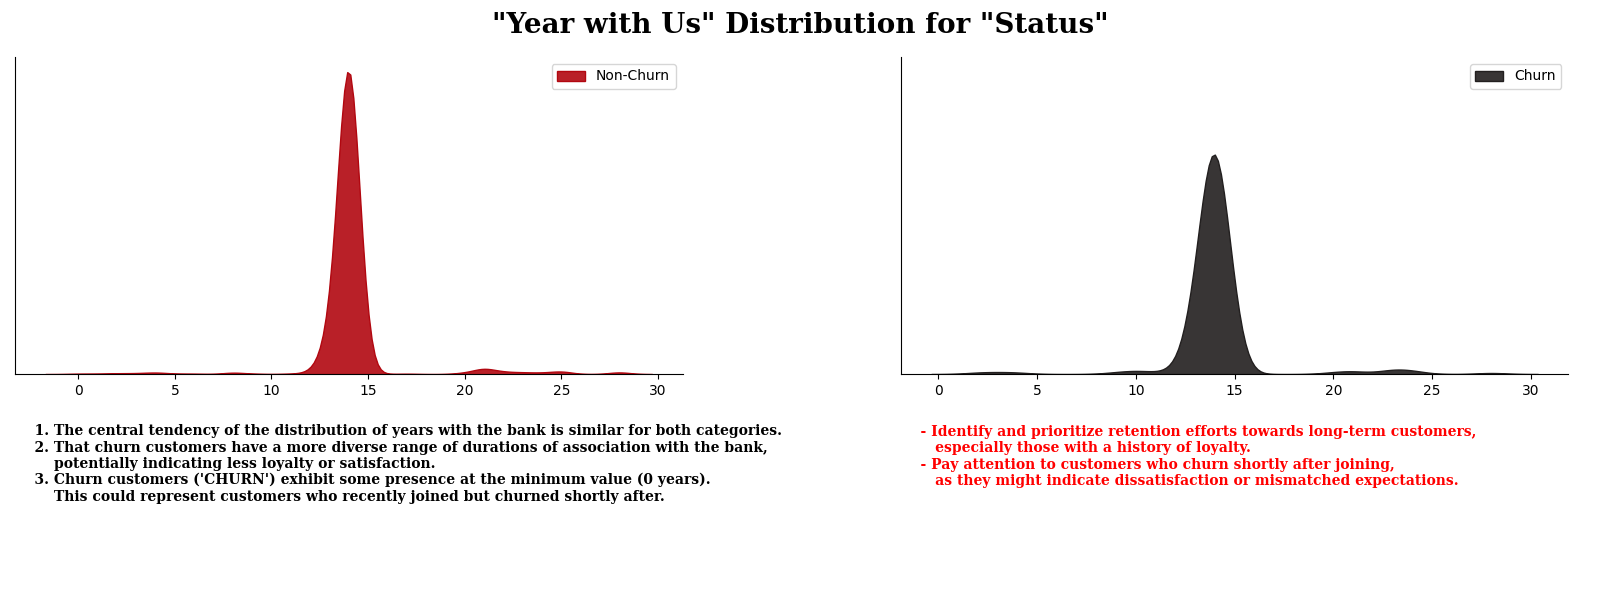 "Year with Us" Distribution for "Status"
Non-Churn
0 5 10 15 20 25 30
Churn
0 5 10 15 20 25 30
1. The central tendency of the distribution of years with the bank is similar for both categories.
2. That churn customers have a more diverse range of durations of association with the bank,
potentially indicating less loyalty or satisfaction.
3. Churn customers ('CHURN') exhibit some presence at the minimum value (0 years).
This could represent customers who recently joined but churned shortly after.
- Identify and prioritize retention efforts towards long-term customers,
especially those with a history of loyalty.
- Pay attention to customers who churn shortly after joining,
as they might indicate dissatisfaction or mismatched expectations.